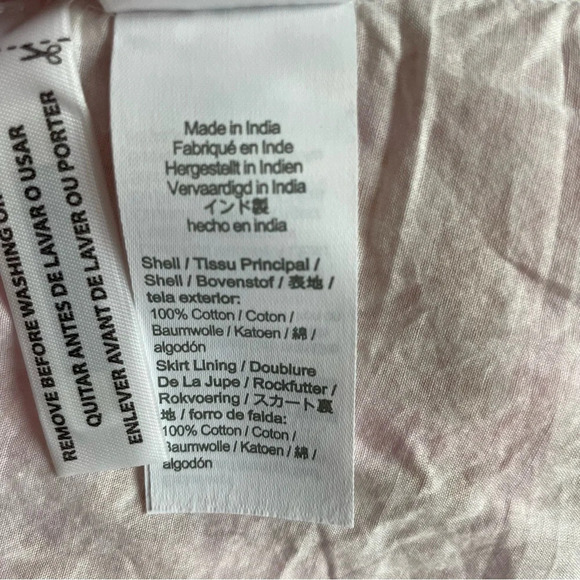 REMOVE BEFORE WASHING
QUITAR ANTES DE LAVAR O USAR
ENLEVER AVANT DE LAVER OU PORTER
Made in India
Fabriqué en Inde
Hergestellt in Indien
Vervaardigd in India
インド製
hecho en india
Shell / Tissu Principal /
Shell / Bovenstof / 表地 /
tela exterior:
100% Cotton / Coton /
Baumwolle / Katoen / 綿 /
algodón
Skirt Lining / Doublure
De La Jupe / Rockfutter /
Rokvoering / スカート裏
地 / forro de falda:
100% Cotton / Coton /
Baumwolle / Katoen / 綿 /
algodón